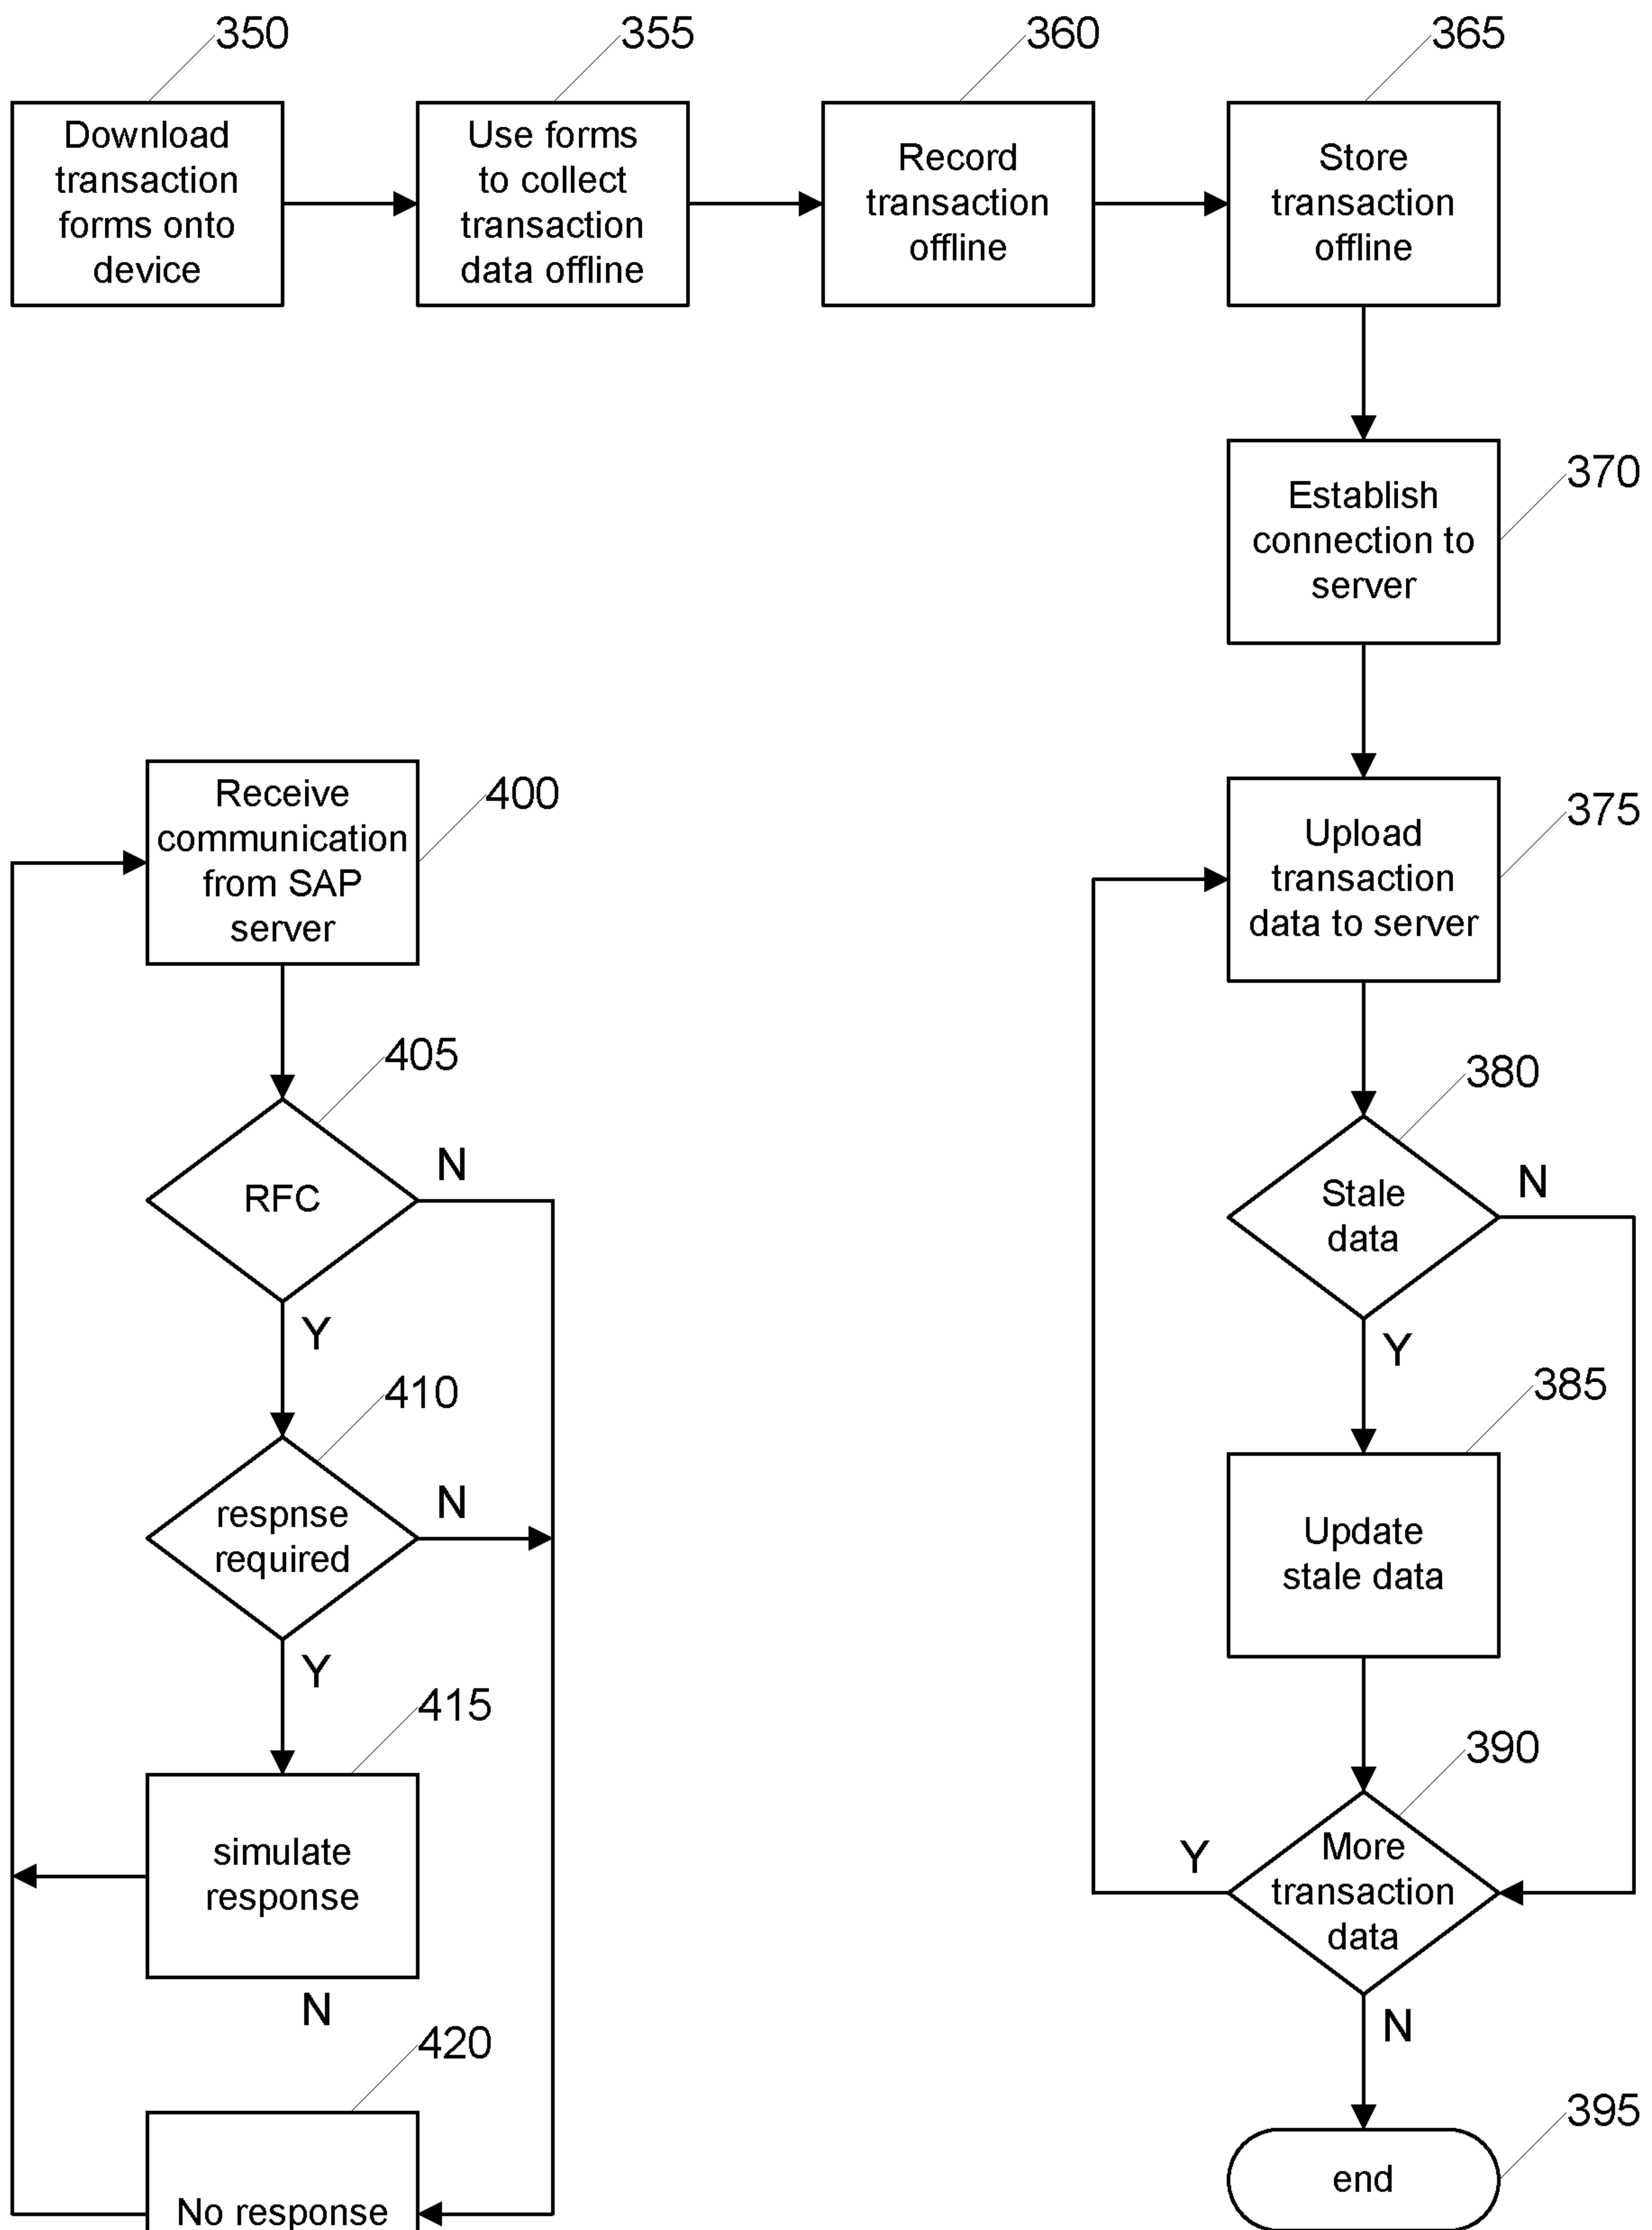 350
355
360
365
Download
transaction
forms onto
device
Use forms
to collect
transaction
data offline
Record
transaction
offline
Store
transaction
offline
370
Establish
connection to
server
375
Upload
transaction
data to server
380
Stale
data
N
Y
385
Update
stale data
390
More
transaction
data
Y
N
395
end
400
Receive
communication
from SAP
server
405
RFC
N
Y
410
respnse
required
N
Y
415
simulate
response
N
420
No response